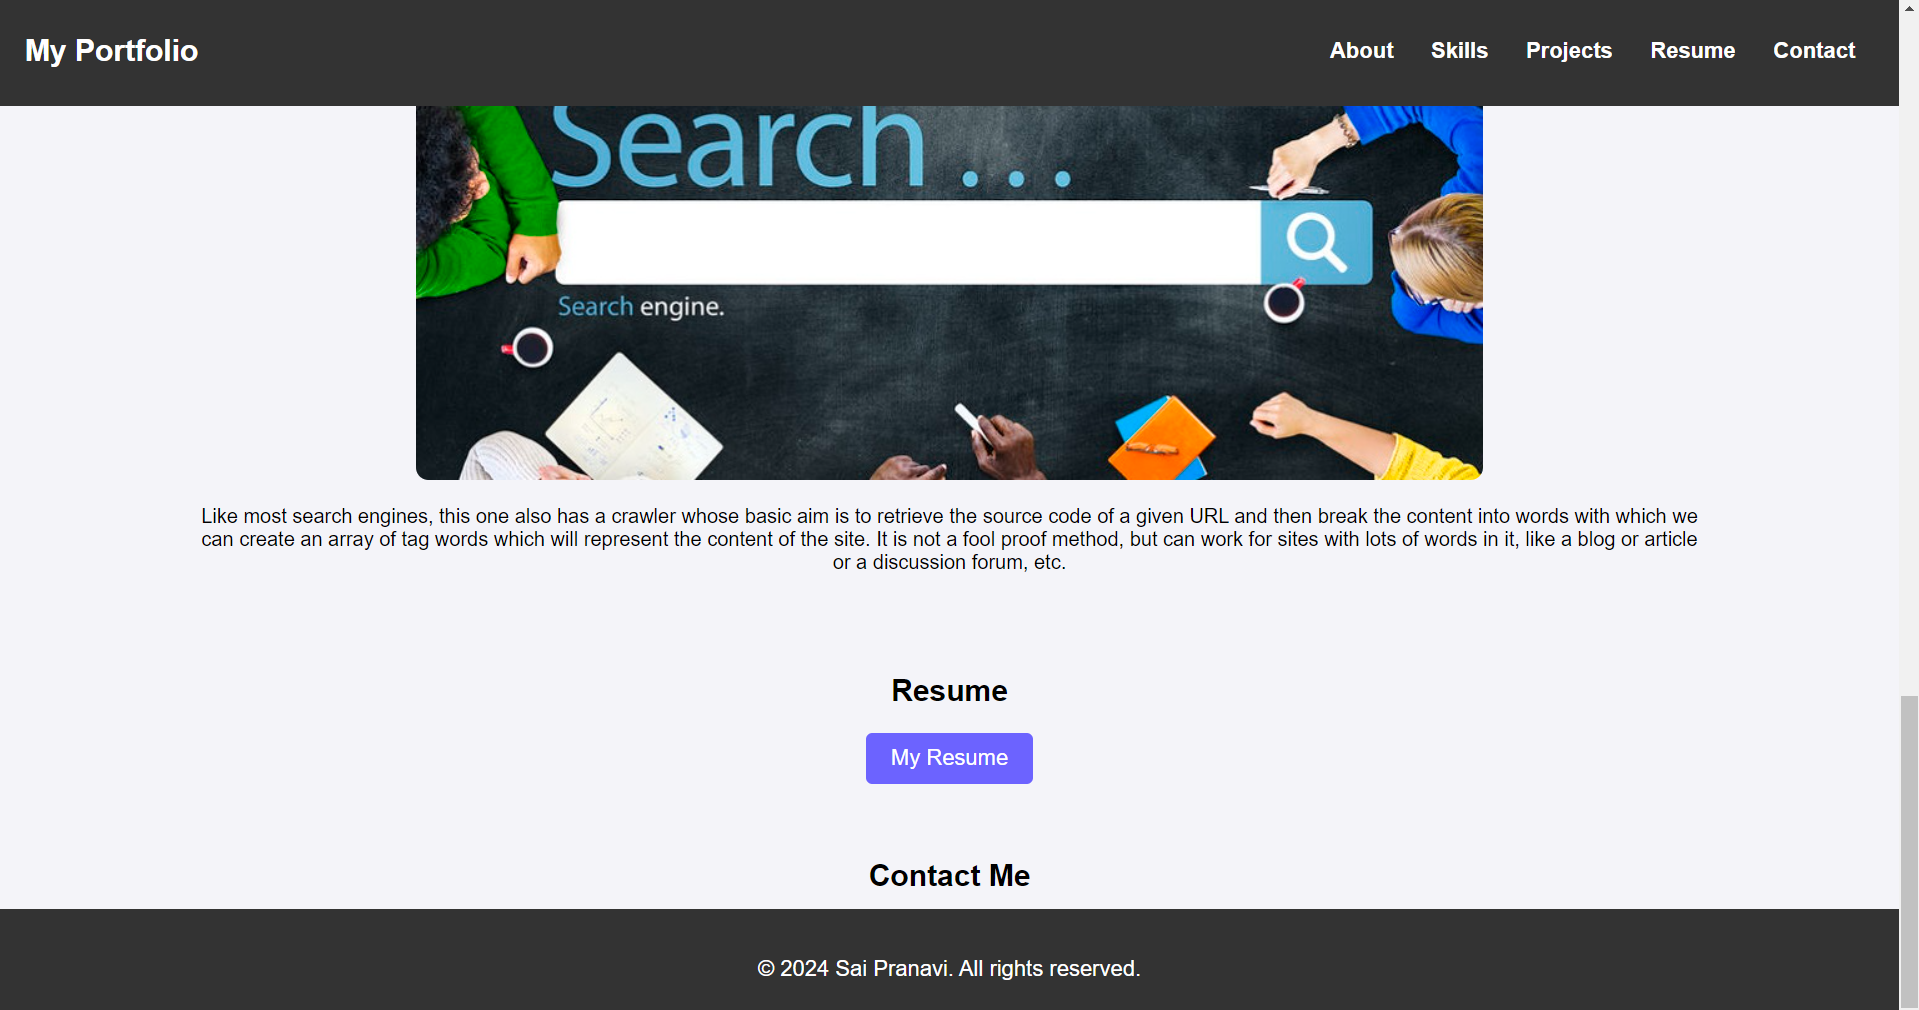 My Portfolio
About Skills Projects Resume Contact
Search ...
Search engine.
Like most search engines, this one also has a crawler whose basic aim is to retrieve the source code of a given URL and then break the content into words with which we
can create an array of tag words which will represent the content of the site. It is not a fool proof method, but can work for sites with lots of words in it, like a blog or article
or a discussion forum, etc.
Resume
My Resume
Contact Me
© 2024 Sai Pranavi. All rights reserved.